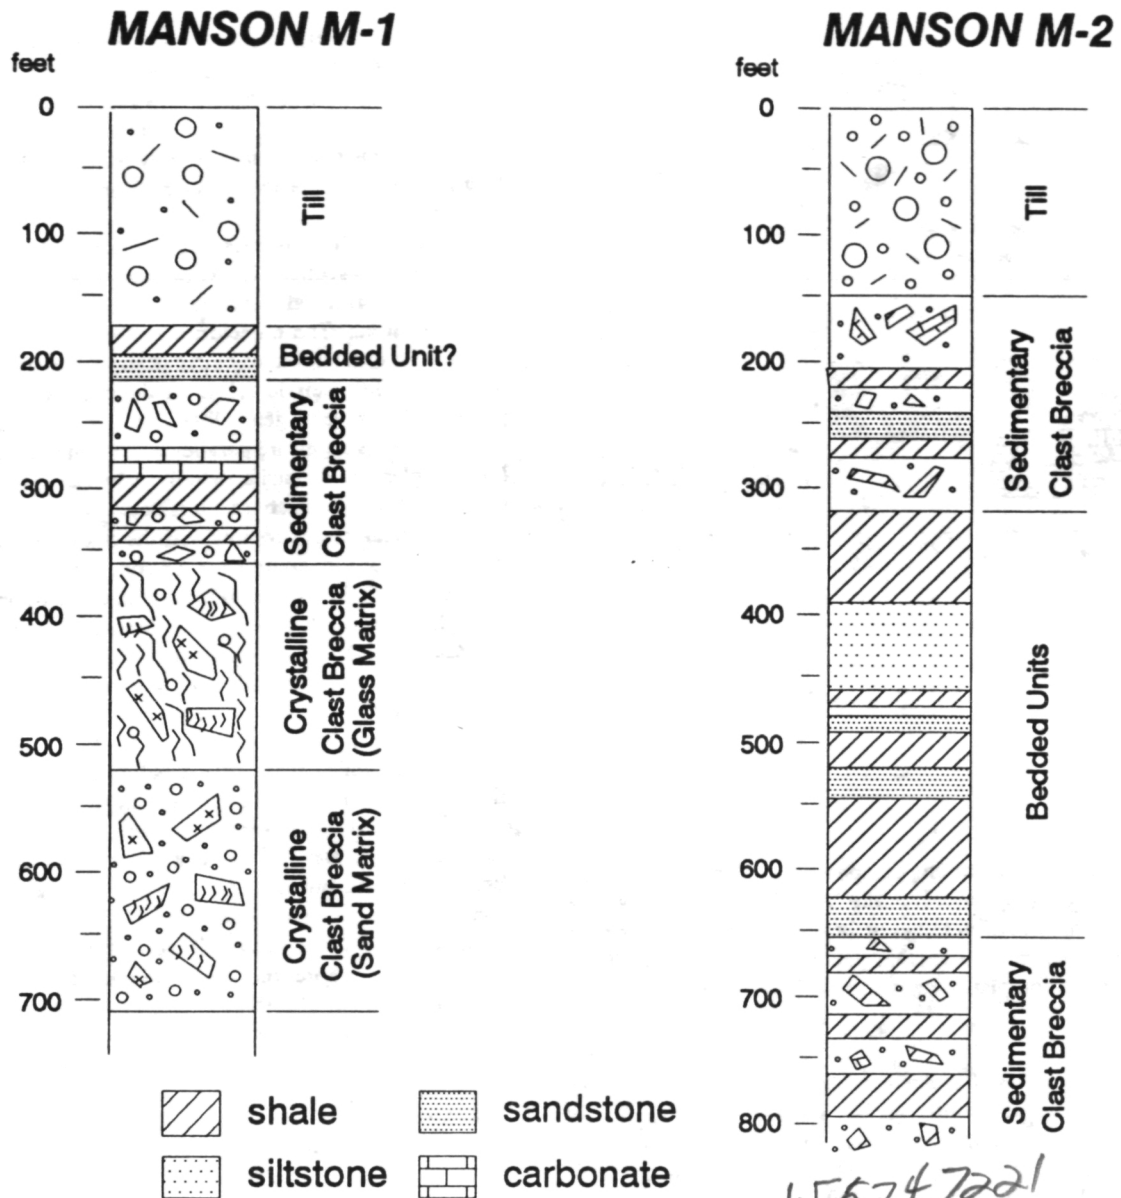 MANSON M-1
feet
0
100
200
300
400
500
600
700
Till
Bedded Unit?
Sedimentary
Clast Breccia
Crystalline
Clast Breccia
(Glass Matrix)
Crystalline
Clast Breccia
(Sand Matrix)
MANSON M-2
feet
0
100
200
300
400
500
600
700
800
Till
Sedimentary
Clast Breccia
Bedded Units
Sedimentary
Clast Breccia
shale
sandstone
siltstone
carbonate